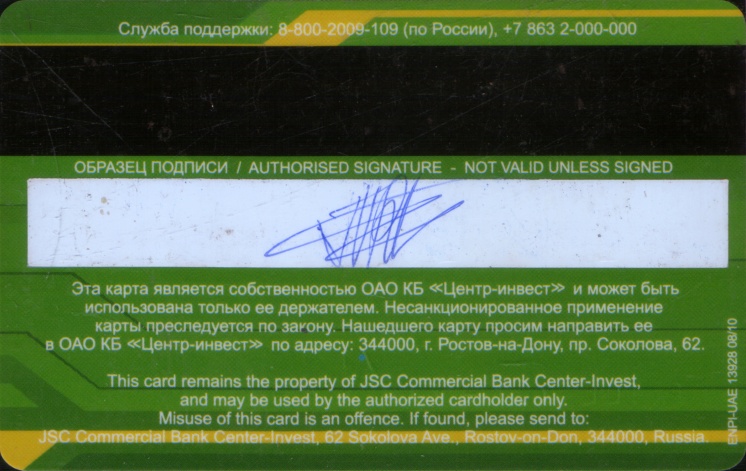 Служба поддержки: 8-800-2009-109 (по России), +7 863 2-000-000
ОБРАЗЕЦ ПОДПИСИ / AUTHORISED SIGNATURE - NOT VALID UNLESS SIGNED
Эта карта является собственностью ОАО КБ «Центр-инвест» и может быть
использована только ее держателем. Несанкционированное применение
карты преследуется по закону. Нашедшего карту просим направить ее
в ОАО КБ «Центр-инвест» по адресу: 344000, г. Ростов-на-Дону, пр. Соколова, 62.
This card remains the property of JSC Commercial Bank Center-Invest,
and may be used by the authorized cardholder only.
Misuse of this card is an offence. If found, please send to:
JSC Commercial Bank Center-Invest, 62 Sokolova Ave., Rostov-on-Don, 344000, Russia.
ENPI-UAE 13928 08/10